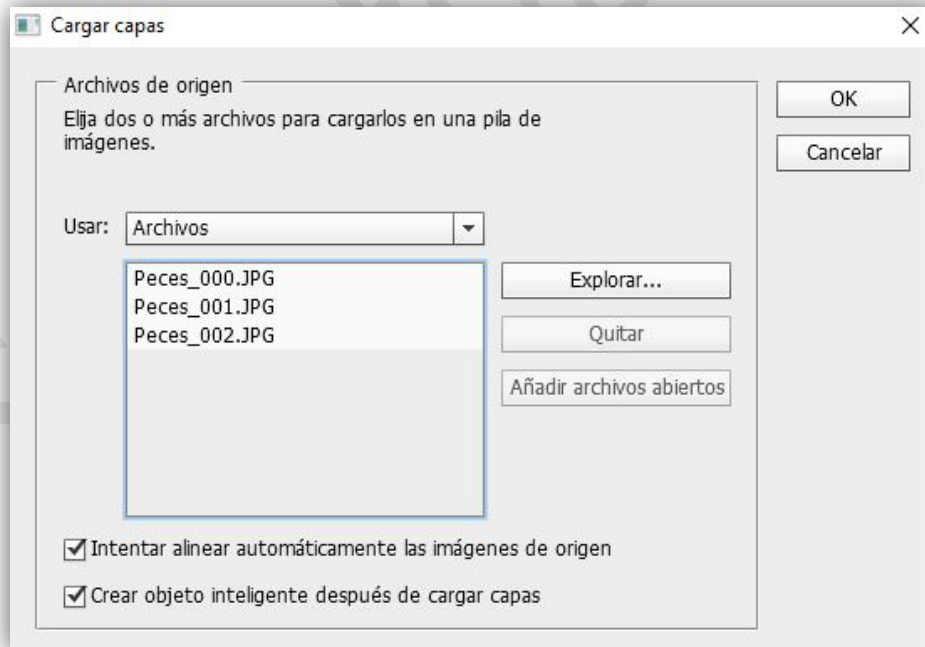 Cargar capas
Archivos de origen
Elija dos o más archivos para cargarlos en una pila de
imágenes.
OK
Cancelar
Usar: Archivos
Peces_000.JPG
Peces_001.JPG
Peces_002.JPG
Explorar...
Quitar
Añadir archivos abiertos
Intentar alinear automáticamente las imágenes de origen
Crear objeto inteligente después de cargar capas